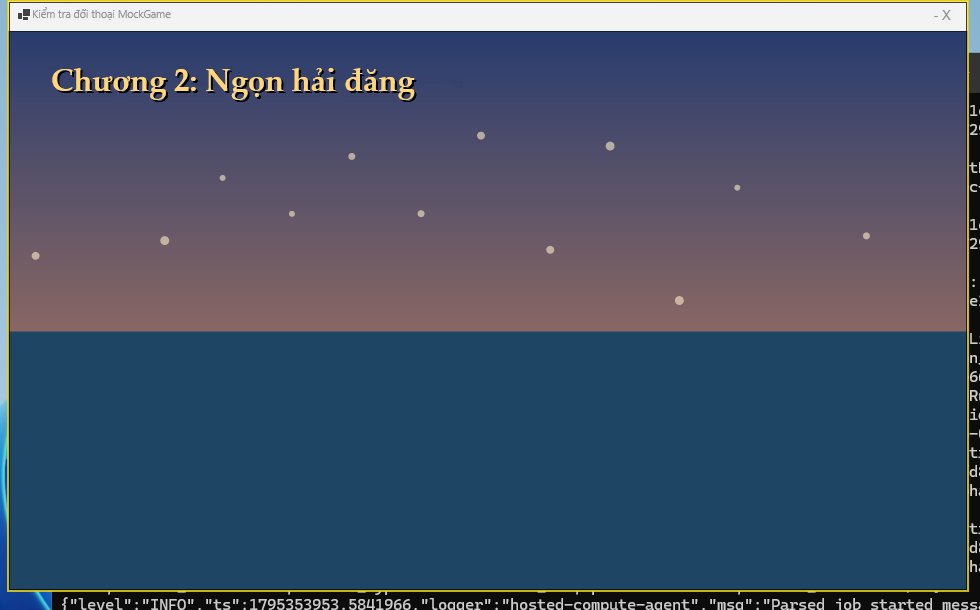 Kiểm tra đối thoại MockGame
- X
Chương 2: Ngọn hải đăng
{"level":"INFO","ts":1795353953.5841966,"logger":"hosted-compute-agent","msg":"Parsed job started mes